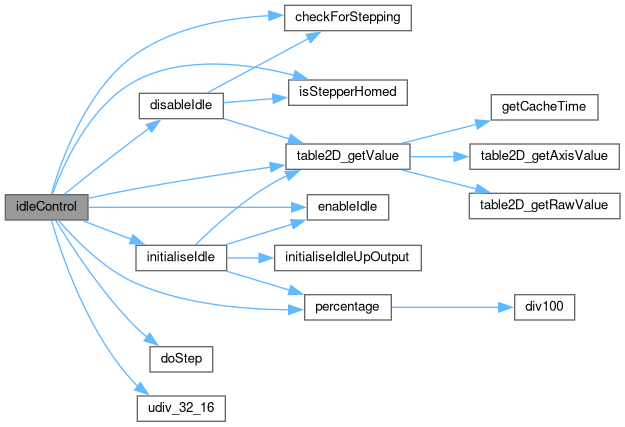 checkForStepping
isStepperHomed
disableIdle
getCacheTime
table2D_getValue
table2D_getAxisValue
idleControl
enableIdle
table2D_getRawValue
initialiseIdle
initialiseIdleUpOutput
percentage
div100
doStep
udiv_32_16